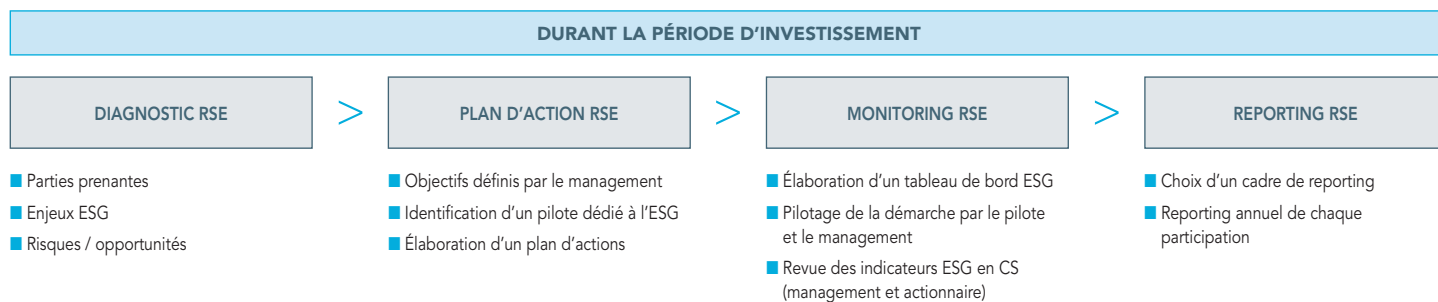 DURANT LA PÉRIODE D'INVESTISSEMENT
DIAGNOSTIC RSE
>
PLAN D'ACTION RSE
>
MONITORING RSE
>
REPORTING RSE
Parties prenantes
Enjeux ESG
Risques / opportunités
Objectifs définis par le management
Identification d'un pilote dédié à l'ESG
Élaboration d'un plan d'actions
Élaboration d'un tableau de bord ESG
Pilotage de la démarche par le pilote
et le management
Revue des indicateurs ESG en CS
(management et actionnaire)
Choix d'un cadre de reporting
Reporting annuel de chaque
participation